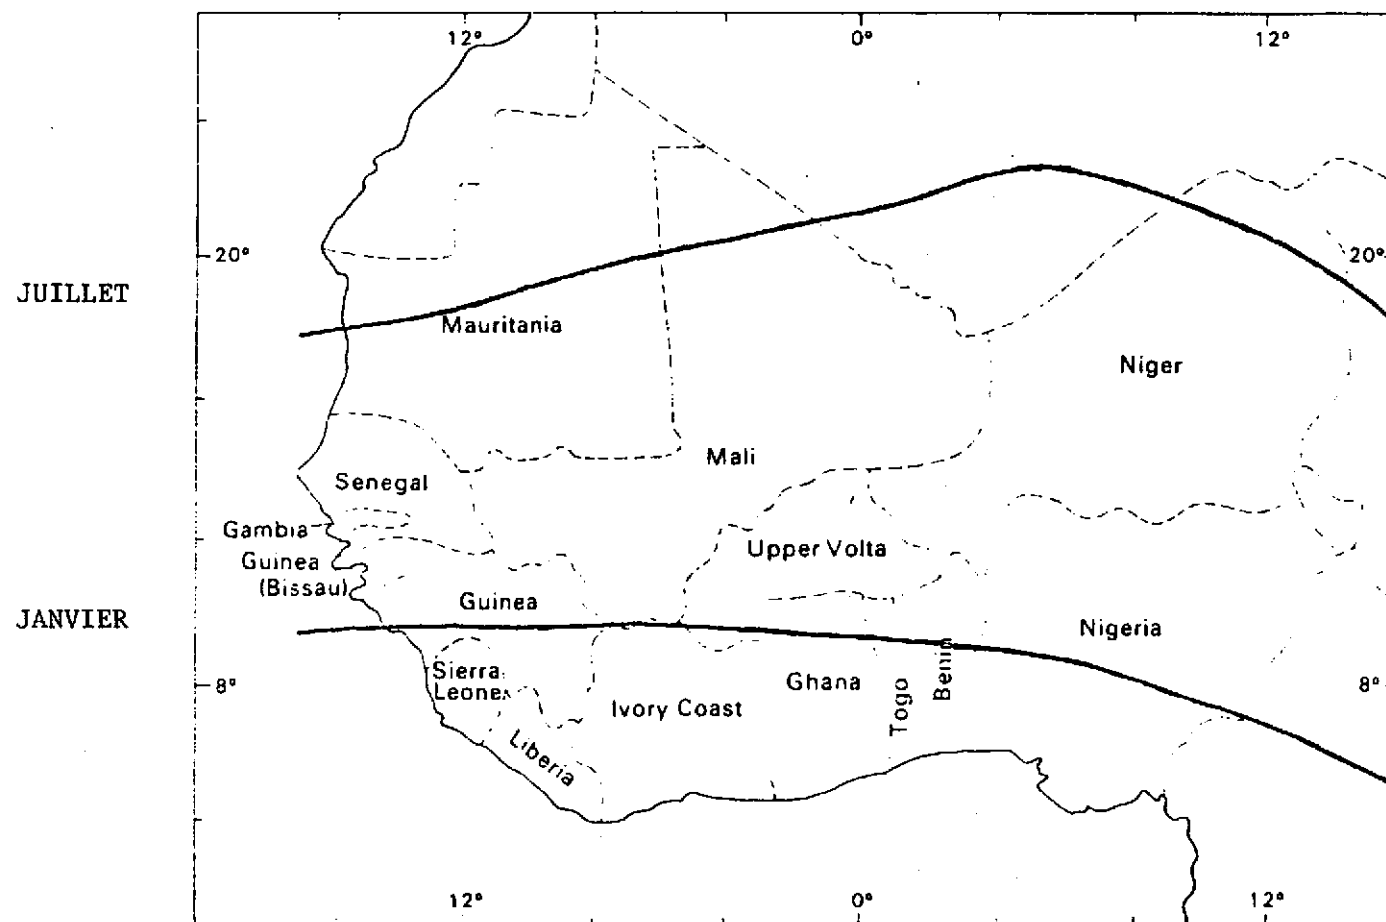 12° 0° 12°
20° 20°
JUILLET
Mauritania
Niger
Mali
Senegal
Gambia
Upper Volta
Guinea
(Bissau)
Guinea
JANVIER
Nigeria
Sierra
Leone
Ghana
Benin
Togo
8° 8°
Ivory Coast
Liberia
12° 0° 12°